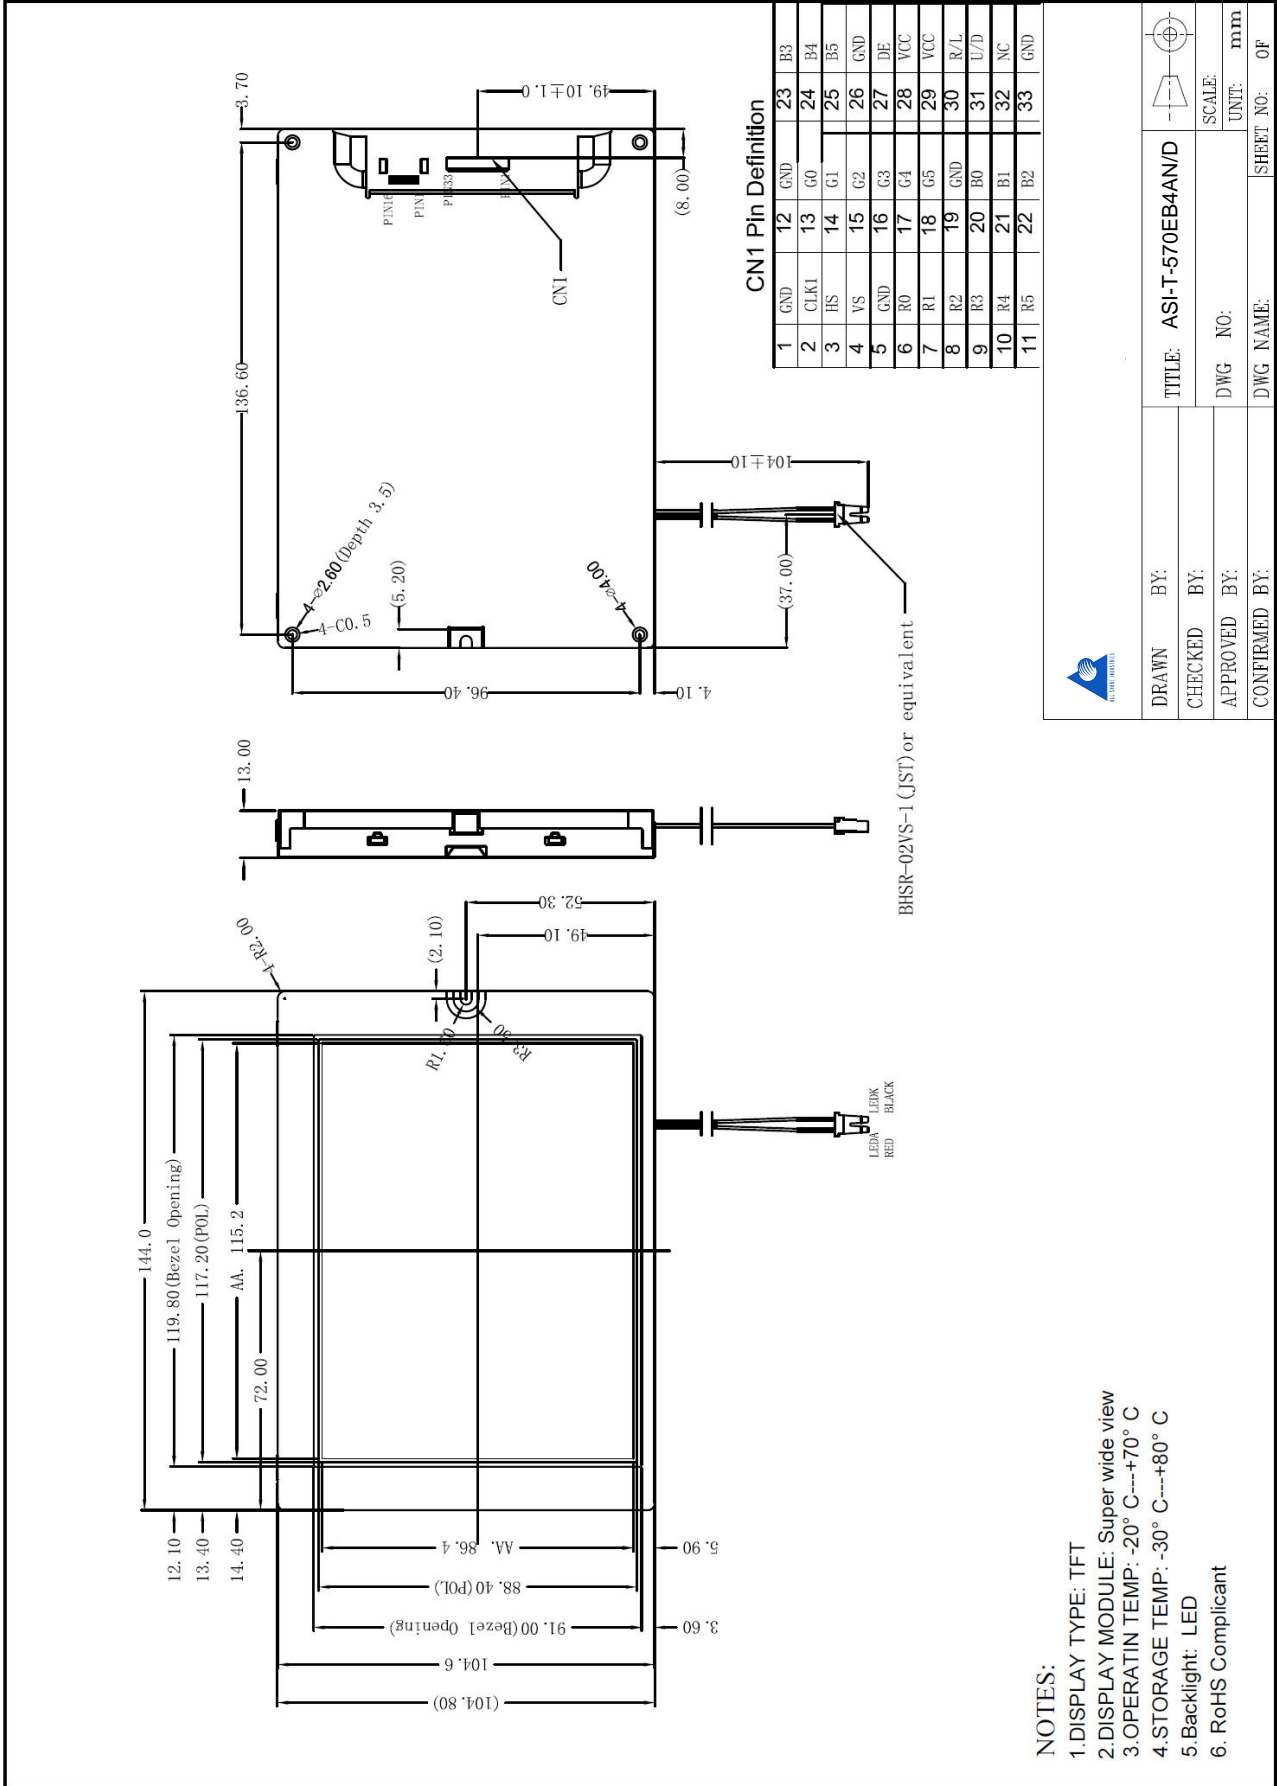 144.0
119.80(Bezel Opening)
117.20(POL)
AA. 115.2
72.00
12.10
13.40
14.40
4-R2.00
(2.10)
R1.50
R3.50
52.30
49.10
AA. 86.4
88.40(POL)
91.00(Bezel Opening)
104.6
(104.80)
5.90
3.60
LEDA LEDK
RED BLACK
13.00
136.60
3.70
4-⌀2.60(Depth 3.5)
4-C0.5
(5.20)
4-⌀4.00
96.40
4.10
PIN16
PIN1
PIN33
CN1
49.10±1.0
(8.00)
104±10
(37.00)
BHSR-02VS-1(JST)or equivalent
CN1 Pin Definition
1 GND 12 GND 23 B3
2 CLK1 13 G0 24 B4
3 HS 14 G1 25 B5
4 VS 15 G2 26 GND
5 GND 16 G3 27 DE
6 R0 17 G4 28 VCC
7 R1 18 G5 29 VCC
8 R2 19 GND 30 R/L
9 R3 20 B0 31 U/D
10 R4 21 B1 32 NC
11 R5 22 B2 33 GND
NOTES:
1.DISPLAY TYPE: TFT
2.DISPLAY MODULE: Super wide view
3.OPERATIN TEMP: -20° C---+70° C
4.STORAGE TEMP: -30° C---+80° C
5.Backlight: LED
6. RoHS Complicant
ALL SHORE INDUSTRIES
DRAWN BY:
CHECKED BY:
APPROVED BY:
CONFIRMED BY:
TITLE: ASI-T-570EB4AN/D
DWG NO:
DWG NAME:
SCALE:
UNIT: mm
SHEET NO: OF